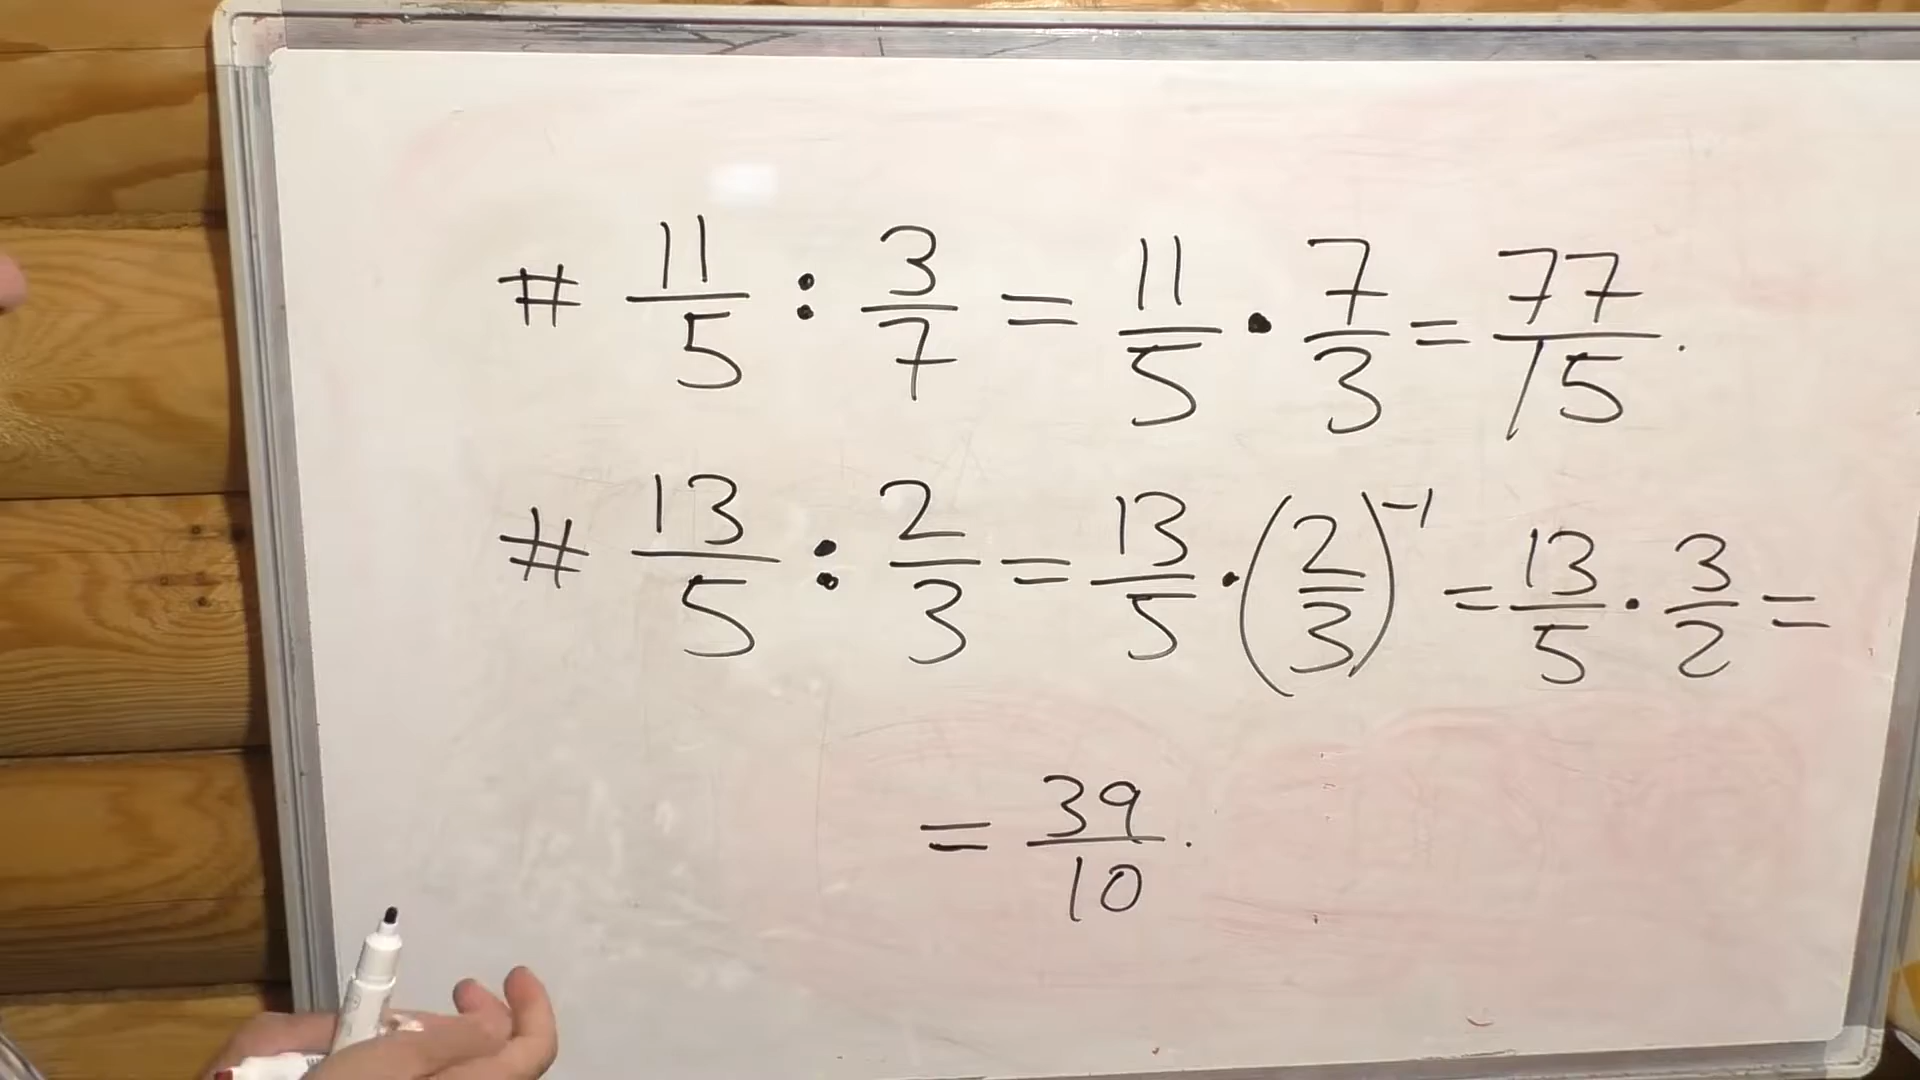 # 11/5 : 3/7 = 11/5 · 7/3 = 77/15.
# 13/5 : 2/3 = 13/5 · (2/3)⁻¹ = 13/5 · 3/2 =
= 39/10.